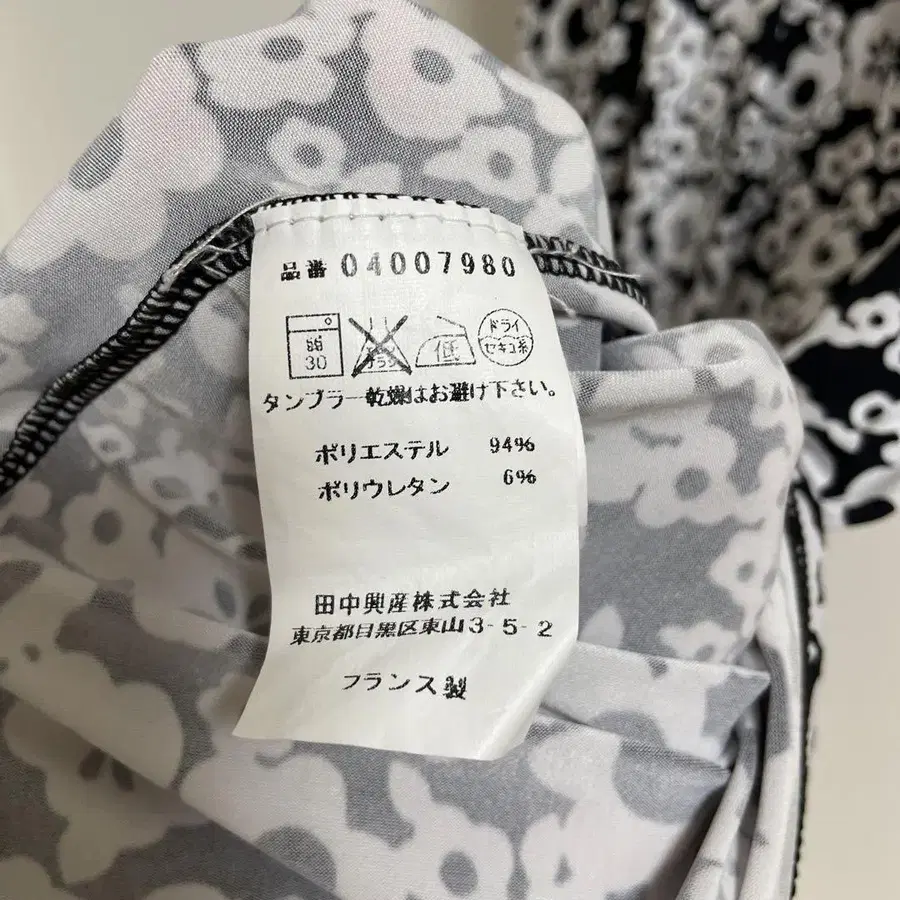 品番 04007980
弱
30
ドライ
セキユ系
低
タンブラー乾燥はお避け下さい。
ポリエステル 94%
ポリウレタン 6%
田中興産株式会社
東京都目黒区東山3-5-2
フランス製